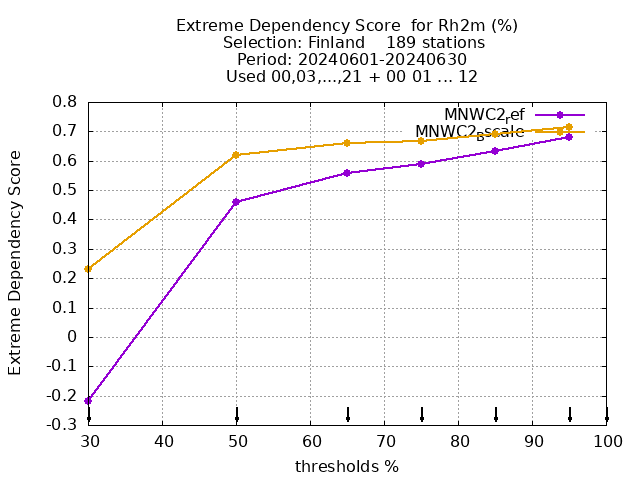 Extreme Dependency Score for Rh2m (%)
Selection: Finland 189 stations
Period: 20240601-20240630
Used 00,03,...,21 + 00 01 ... 12
MNWC2ref
MNWC2Bscale
Extreme Dependency Score
0.8
0.7
0.6
0.5
0.4
0.3
0.2
0.1
0
-0.1
-0.2
-0.3
30 40 50 60 70 80 90 100
thresholds %